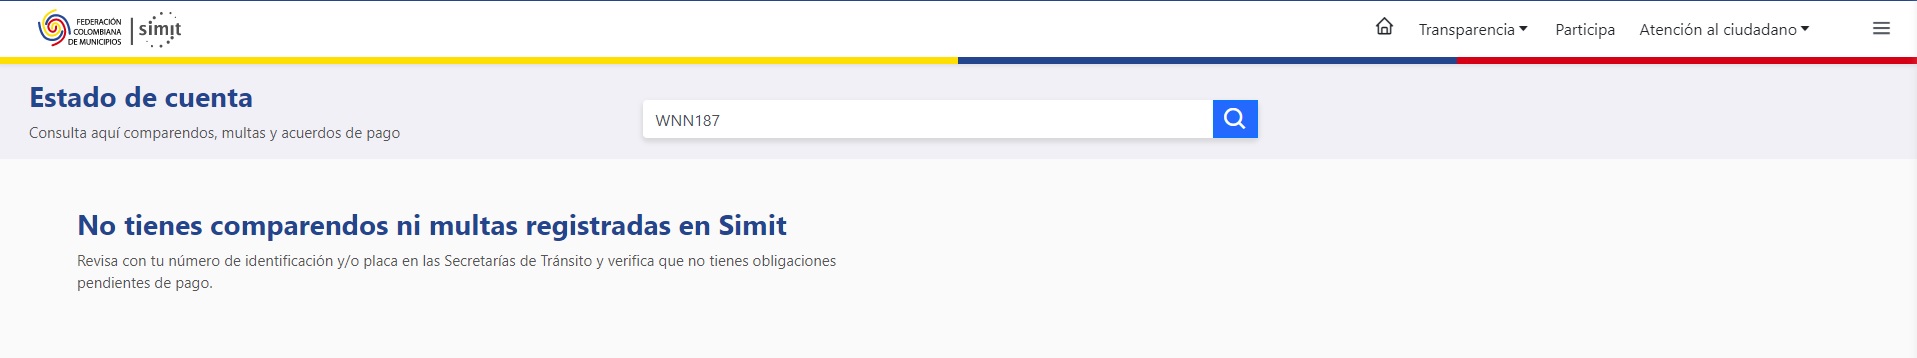 FEDERACIÓN
COLOMBIANA
DE MUNICIPIOS
simit
Transparencia
Participa
Atención al ciudadano
Estado de cuenta
Consulta aquí comparendos, multas y acuerdos de pago
WNN187
No tienes comparendos ni multas registradas en Simit
Revisa con tu número de identificación y/o placa en las Secretarías de Tránsito y verifica que no tienes obligaciones
pendientes de pago.